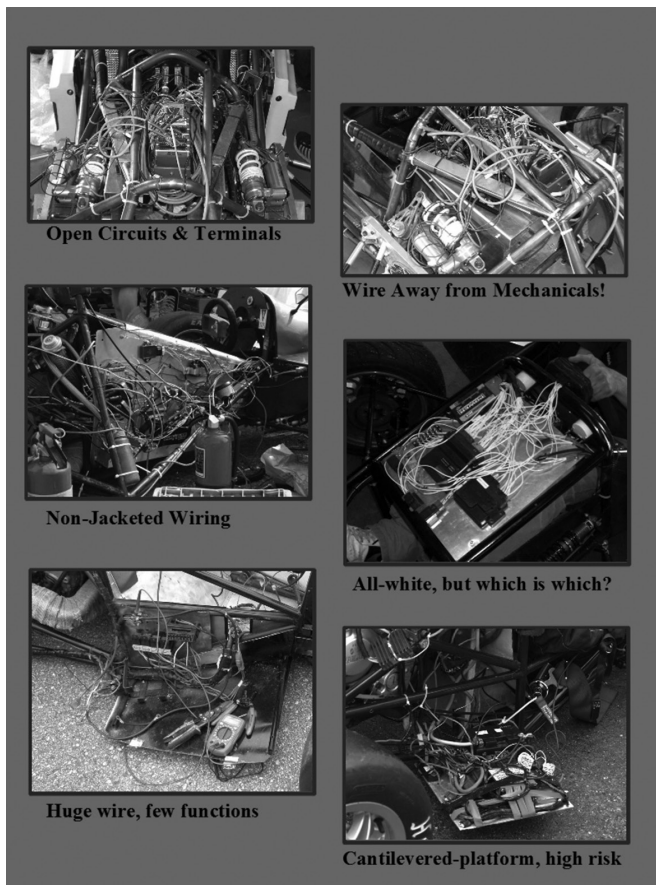 Open Circuits & Terminals
Wire Away from Mechanicals!
Non-Jacketed Wiring
All-white, but which is which?
Huge wire, few functions
Cantilevered-platform, high risk